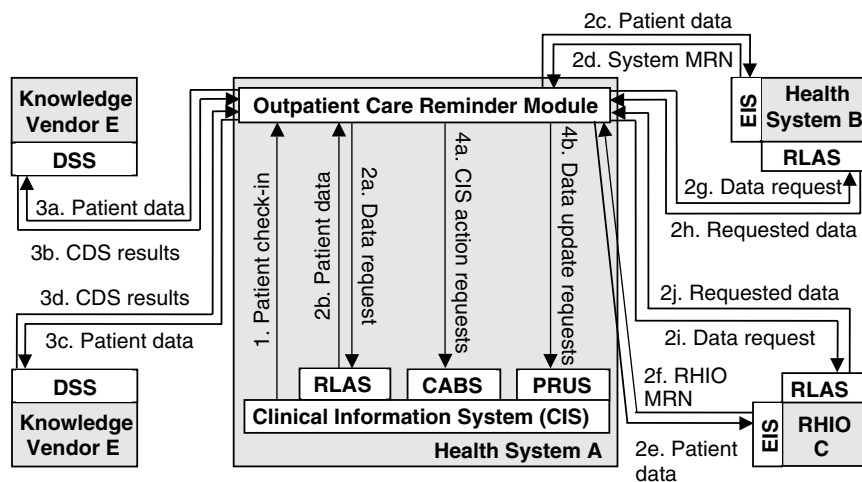 2c. Patient data
2d. System MRN
Knowledge
Vendor E
DSS
Outpatient Care Reminder Module
EIS
Health
System B
RLAS
3a. Patient data
3b. CDS results
3d. CDS results
3c. Patient data
DSS
Knowledge
Vendor E
1. Patient check-in
2b. Patient data
2a. Data request
4a. CIS action
requests
4b. Data update
requests
2g. Data request
2h. Requested data
2j. Requested data
2i. Data request
RLAS
CABS
PRUS
Clinical Information System (CIS)
Health System A
2f. RHIO
MRN
2e. Patient
data
RLAS
EIS
RHIO
C